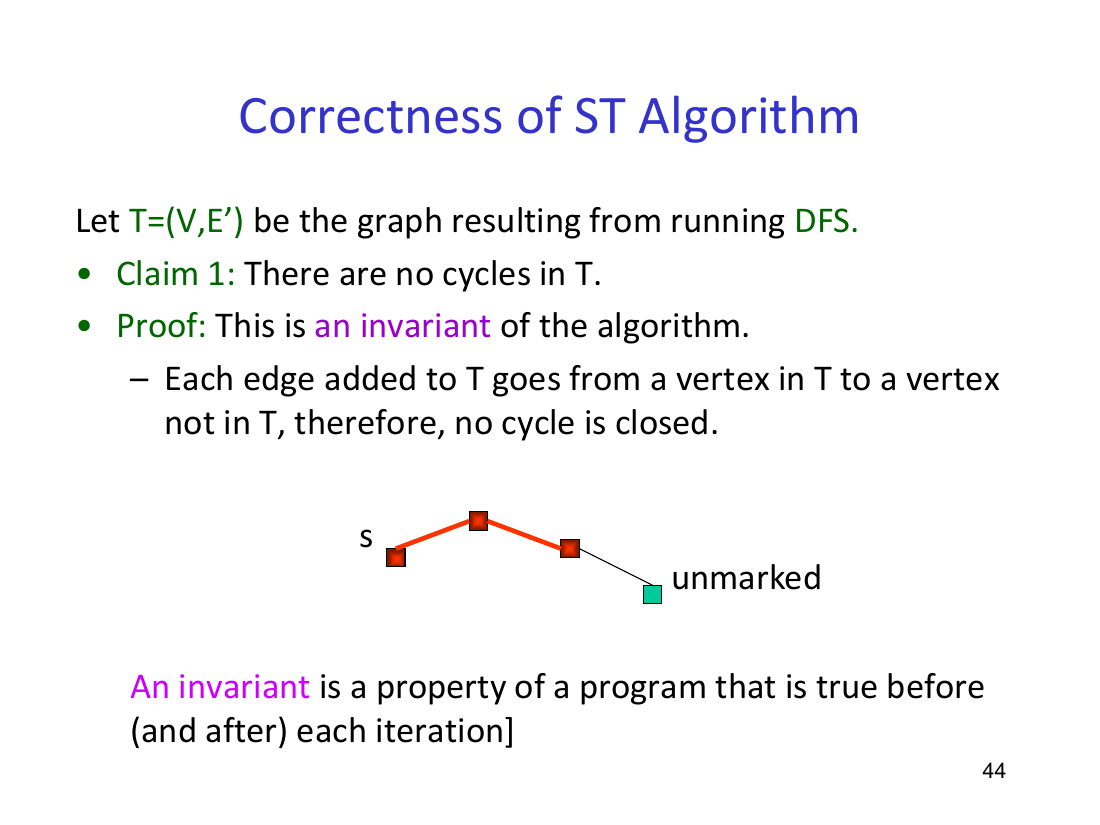 Correctness of ST Algorithm
Let T=(V,E’) be the graph resulting from running DFS.
• Claim 1: There are no cycles in T.
• Proof: This is an invariant of the algorithm.
– Each edge added to T goes from a vertex in T to a vertex
not in T, therefore, no cycle is closed.
s
unmarked
An invariant is a property of a program that is true before
(and after) each iteration]
44